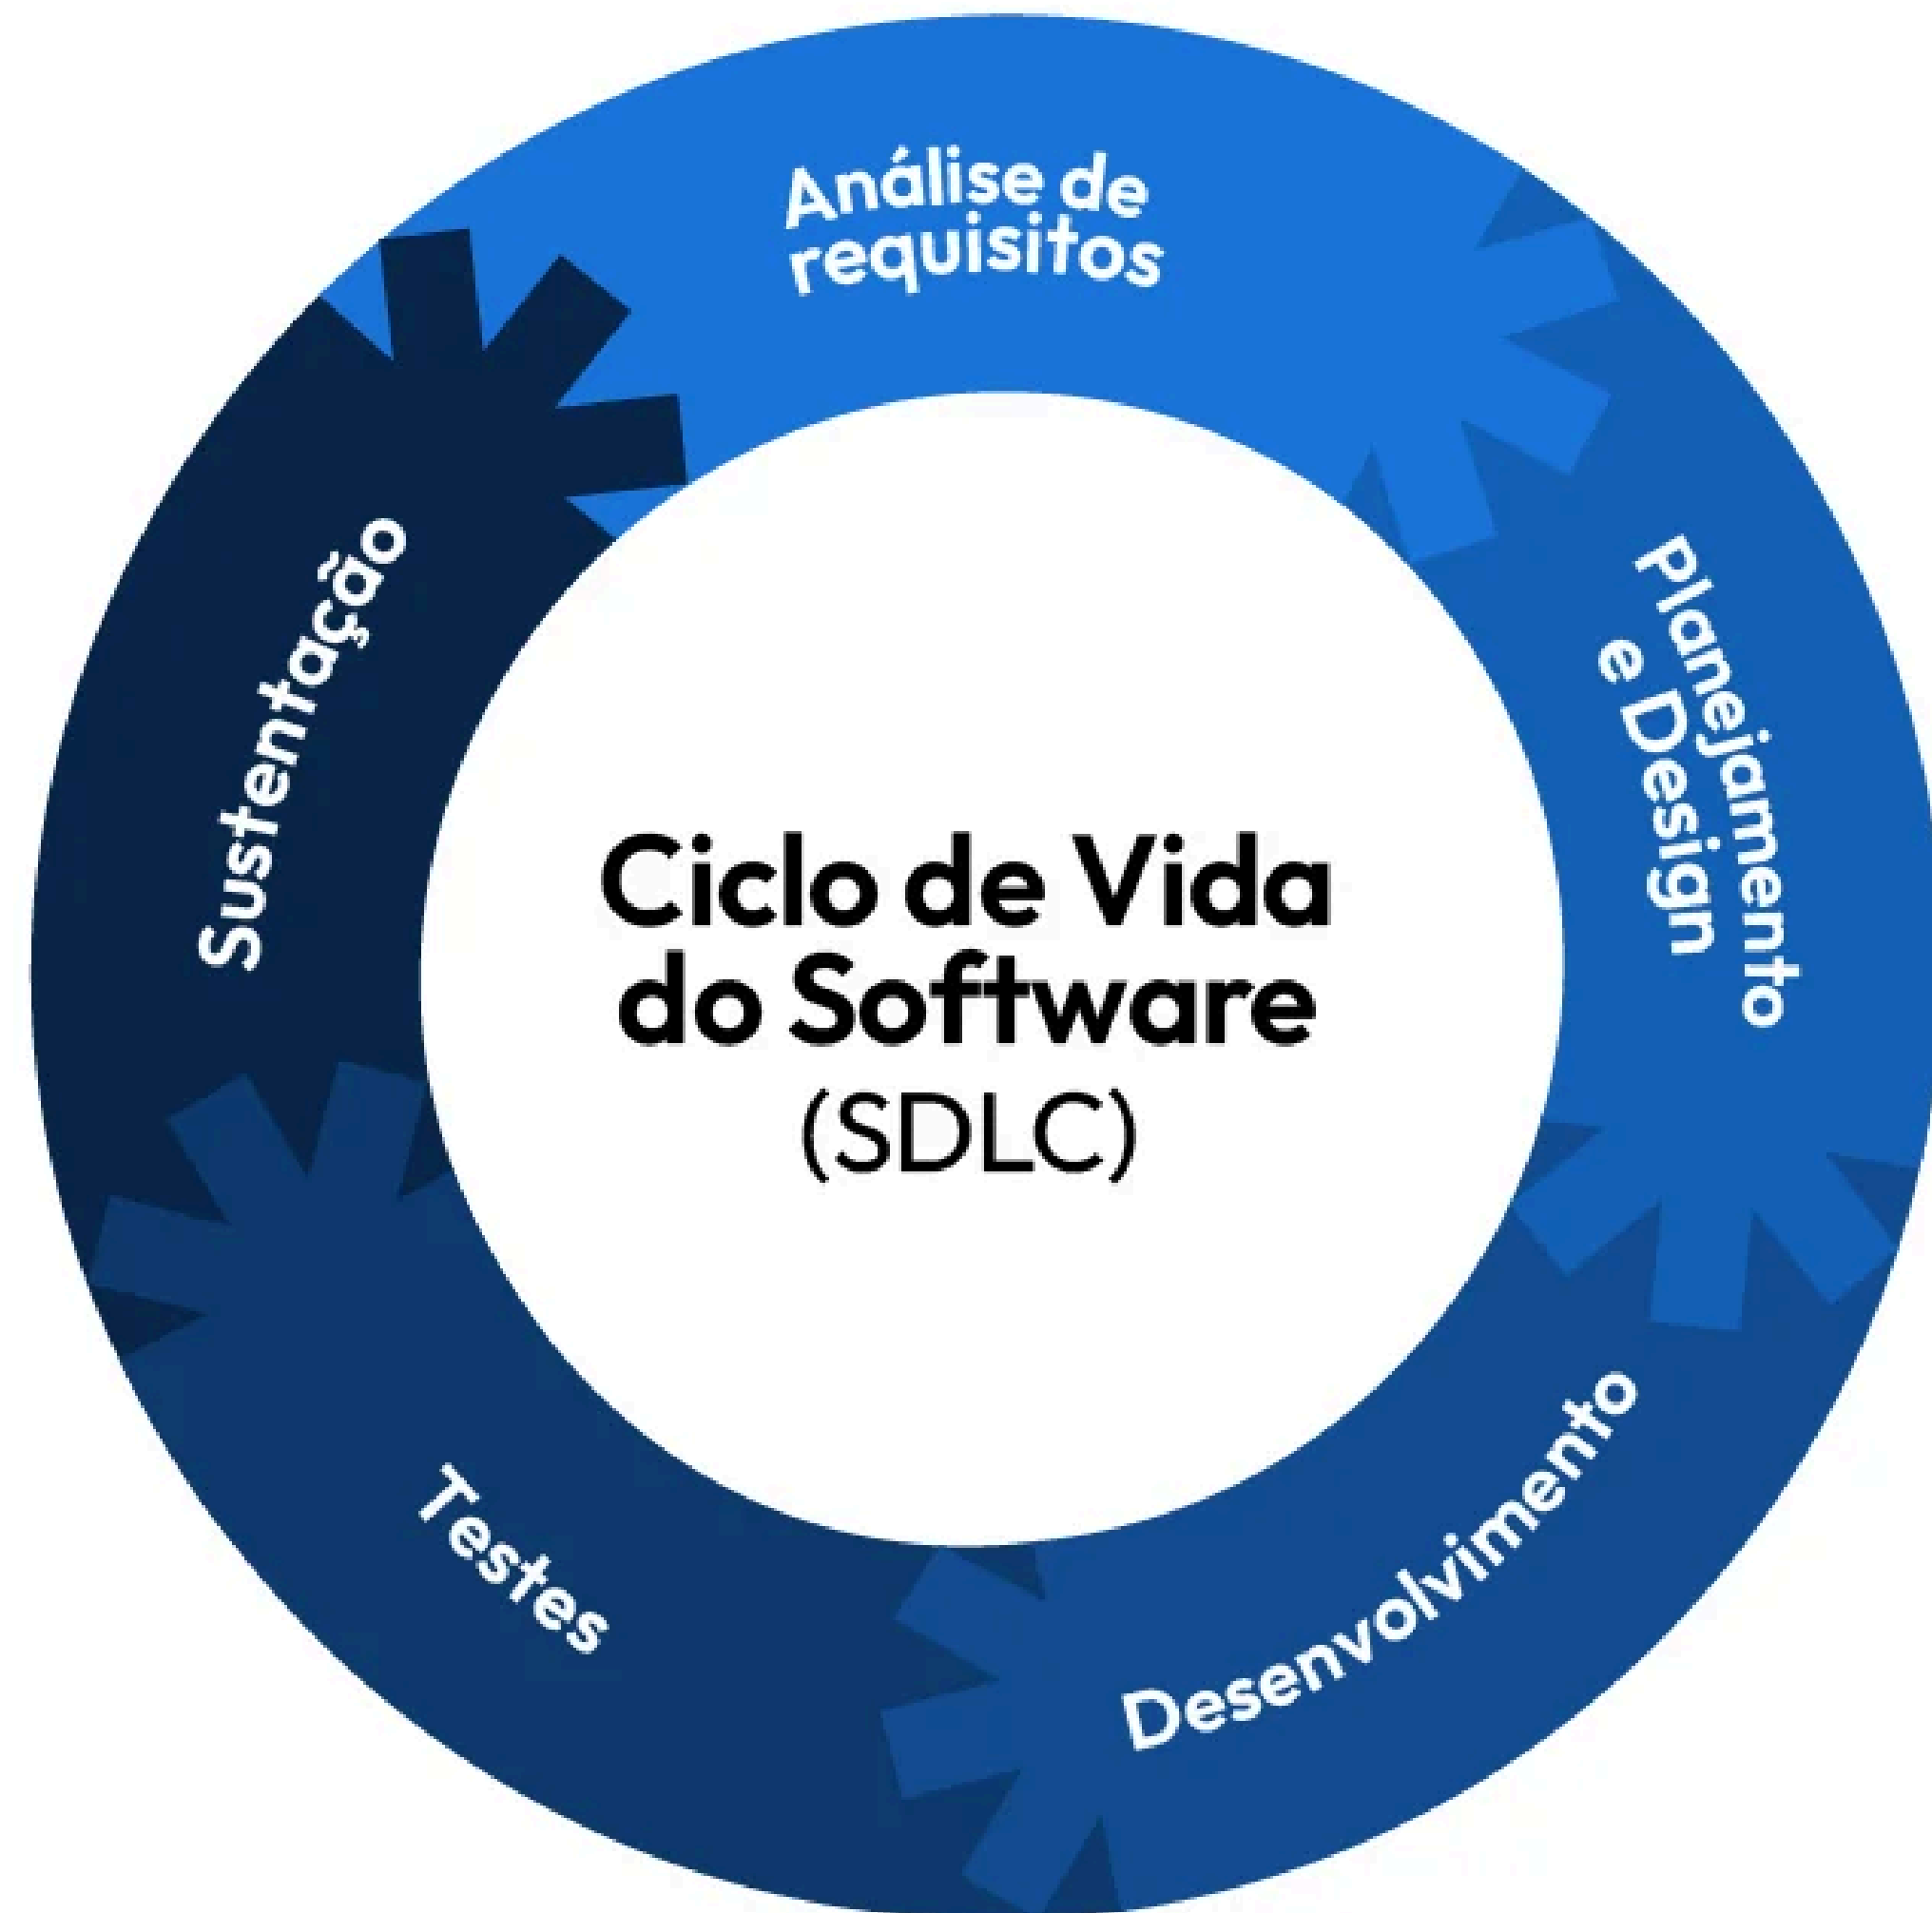 Análise de
requisitos
Planejamento
e Design
Desenvolvimento
Testes
Sustentação
Ciclo de Vida
do Software
(SDLC)